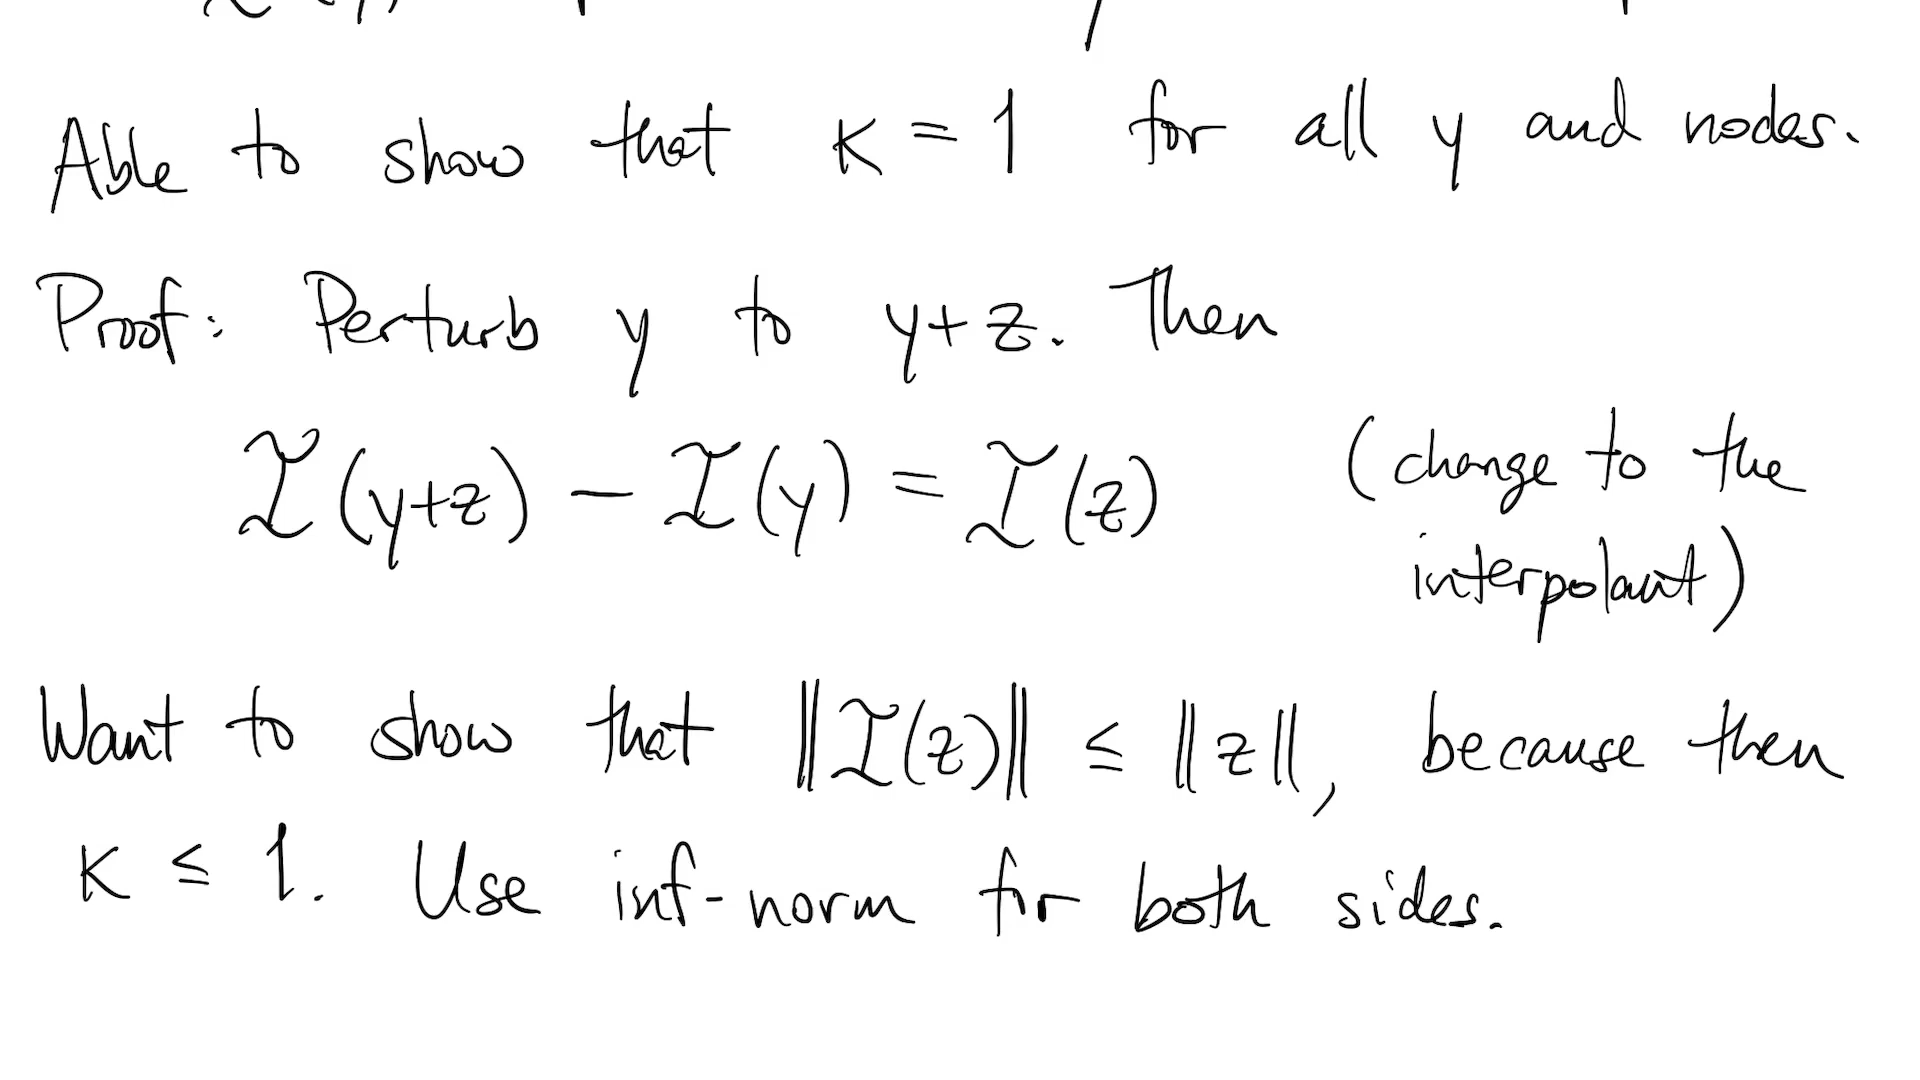 Able to show that κ = 1 for all y and nodes.
Proof: Perturb y to y+z. Then
I(y+z) − I(y) = I(z) (change to the
interpolant)
Want to show that ‖I(z)‖ ≤ ‖z‖, because then
κ ≤ 1. Use inf-norm for both sides.